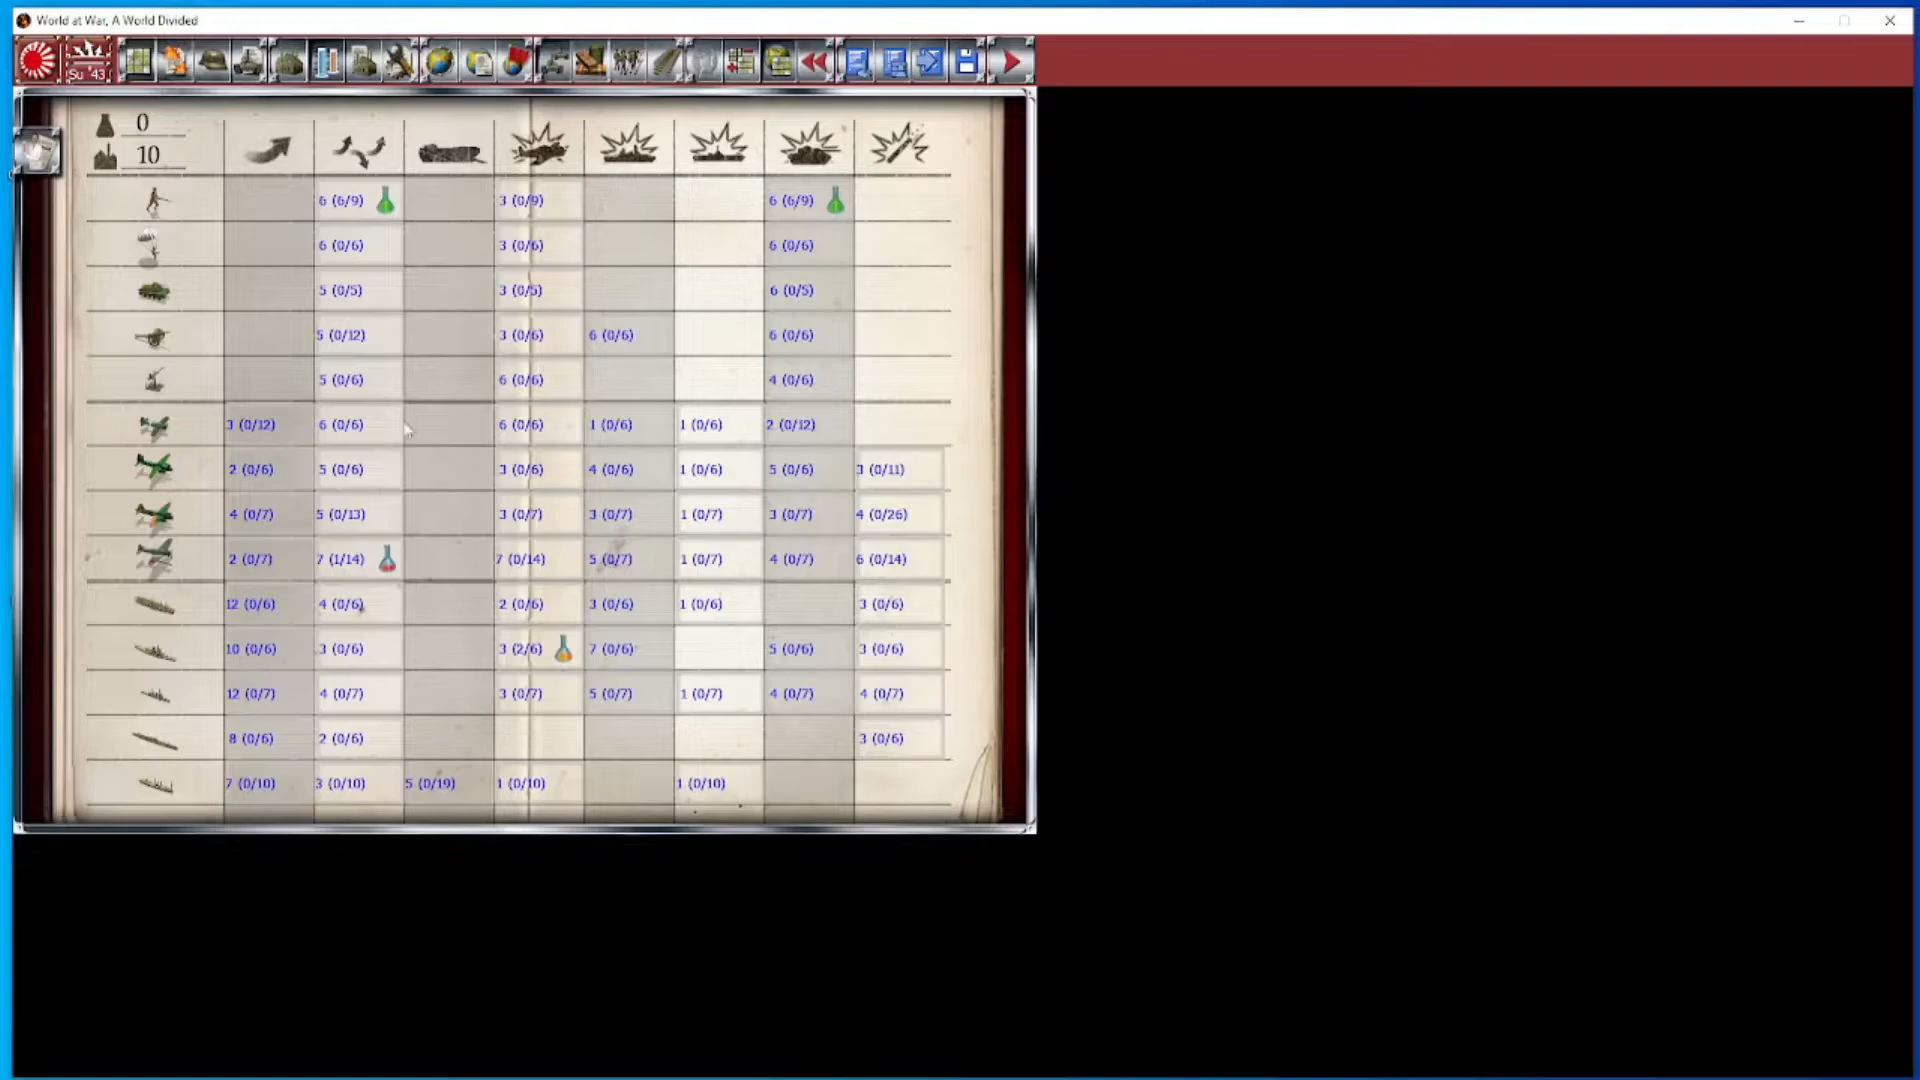 World at War, A World Divided
Su '43
0
10
6 (6/9) 3 (0/9) 6 (6/9)
6 (0/6) 3 (0/6) 6 (0/6)
5 (0/5) 3 (0/5) 6 (0/5)
5 (0/12) 3 (0/6) 6 (0/6) 6 (0/6)
5 (0/6) 6 (0/6) 4 (0/6)
3 (0/12) 6 (0/6) 6 (0/6) 1 (0/6) 1 (0/6) 2 (0/12)
2 (0/6) 5 (0/6) 3 (0/6) 4 (0/6) 1 (0/6) 5 (0/6) 3 (0/11)
4 (0/7) 5 (0/13) 3 (0/7) 3 (0/7) 1 (0/7) 3 (0/7) 4 (0/26)
2 (0/7) 7 (1/14) 7 (0/14) 5 (0/7) 1 (0/7) 4 (0/7) 6 (0/14)
12 (0/6) 4 (0/6) 2 (0/6) 3 (0/6) 1 (0/6) 3 (0/6)
10 (0/6) 3 (0/6) 3 (2/6) 7 (0/6) 5 (0/6) 3 (0/6)
12 (0/7) 4 (0/7) 3 (0/7) 5 (0/7) 1 (0/7) 4 (0/7) 4 (0/7)
8 (0/6) 2 (0/6) 3 (0/6)
7 (0/10) 3 (0/10) 5 (0/19) 1 (0/10) 1 (0/10)